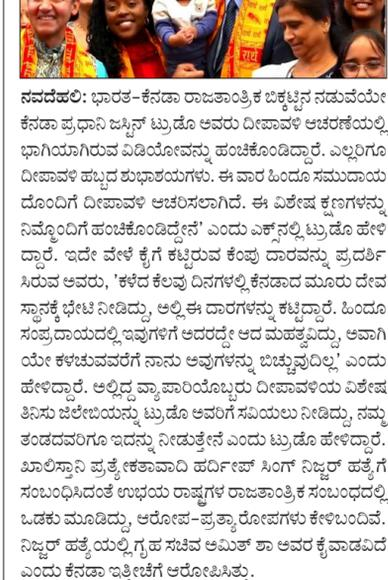 ನವದೆಹಲಿ: ಭಾರತ–ಕೆನಡಾ ರಾಜತಾಂತ್ರಿಕ ಬಿಕ್ಕಟ್ಟಿನ ನಡುವೆಯೇ
ಕೆನಡಾ ಪ್ರಧಾನಿ ಜಸ್ಟಿನ್ ಟ್ರುಡೊ ಅವರು ದೀಪಾವಳಿ ಆಚರಣೆಯಲ್ಲಿ
ಭಾಗಿಯಾಗಿರುವ ವಿಡಿಯೋವನ್ನು ಹಂಚಿಕೊಂಡಿದ್ದಾರೆ. ಎಲ್ಲರಿಗೂ
ದೀಪಾವಳಿ ಹಬ್ಬದ ಶುಭಾಶಯಗಳು. ಈ ವಾರ ಹಿಂದೂ ಸಮುದಾಯ
ದೊಂದಿಗೆ ದೀಪಾವಳಿ ಆಚರಿಸಲಾಗಿದೆ. ಈ ವಿಶೇಷ ಕ್ಷಣಗಳನ್ನು
ನಿಮ್ಮೊಂದಿಗೆ ಹಂಚಿಕೊಂಡಿದ್ದೇನೆ’ ಎಂದು ಎಕ್ಸ್‌ನಲ್ಲಿ ಟ್ರುಡೊ ಹೇಳಿ
ದ್ದಾರೆ. ಇದೇ ವೇಳೆ ಕೈಗೆ ಕಟ್ಟಿರುವ ಕೆಂಪು ದಾರವನ್ನು ಪ್ರದರ್ಶಿ
ಸಿರುವ ಅವರು, ‘ಕಳೆದ ಕೆಲವು ದಿನಗಳಲ್ಲಿ ಕೆನಡಾದ ಮೂರು ದೇವ
ಸ್ಥಾನಕ್ಕೆ ಭೇಟಿ ನೀಡಿದ್ದು, ಅಲ್ಲಿ ಈ ದಾರಗಳನ್ನು ಕಟ್ಟಿದ್ದಾರೆ. ಹಿಂದೂ
ಸಂಪ್ರದಾಯದಲ್ಲಿ ಇವುಗಳಿಗೆ ಅದರದ್ದೇ ಆದ ಮಹತ್ವವಿದ್ದು, ಅವಾಗಿ
ಯೇ ಕಳಚುವವರೆಗೆ ನಾನು ಅವುಗಳನ್ನು ಬಿಚ್ಚುವುದಿಲ್ಲ’ ಎಂದು
ಹೇಳಿದ್ದಾರೆ. ಅಲ್ಲಿದ್ದ ವ್ಯಾಪಾರಿಯೊಬ್ಬರು ದೀಪಾವಳಿಯ ವಿಶೇಷ
ತಿನಿಸು ಜಿಲೇಬಿಯನ್ನು ಟ್ರುಡೊ ಅವರಿಗೆ ಸವಿಯಲು ನೀಡಿದ್ದು, ನಮ್ಮ
ತಂಡದವರಿಗೂ ಇದನ್ನು ನೀಡುತ್ತೇನೆ ಎಂದು ಟ್ರುಡೊ ಹೇಳಿದ್ದಾರೆ.
ಖಾಲಿಸ್ತಾನಿ ಪ್ರತ್ಯೇಕತಾವಾದಿ ಹರ್ದೀಪ್ ಸಿಂಗ್ ನಿಜ್ಜರ್ ಹತ್ಯೆಗೆ
ಸಂಬಂಧಿಸಿದಂತೆ ಉಭಯ ರಾಷ್ಟ್ರಗಳ ರಾಜತಾಂತ್ರಿಕ ಸಂಬಂಧದಲ್ಲಿ
ಒಡಕು ಮೂಡಿದ್ದು, ಆರೋಪ–ಪ್ರತ್ಯಾರೋಪಗಳು ಕೇಳಿಬಂದಿವೆ.
ನಿಜ್ಜರ್ ಹತ್ಯೆಯಲ್ಲಿ ಗೃಹ ಸಚಿವ ಅಮಿತ್ ಶಾ ಅವರ ಕೈವಾಡವಿದೆ
ಎಂದು ಕೆನಡಾ ಇತ್ತೀಚೆಗೆ ಆರೋಪಿಸಿತ್ತು.